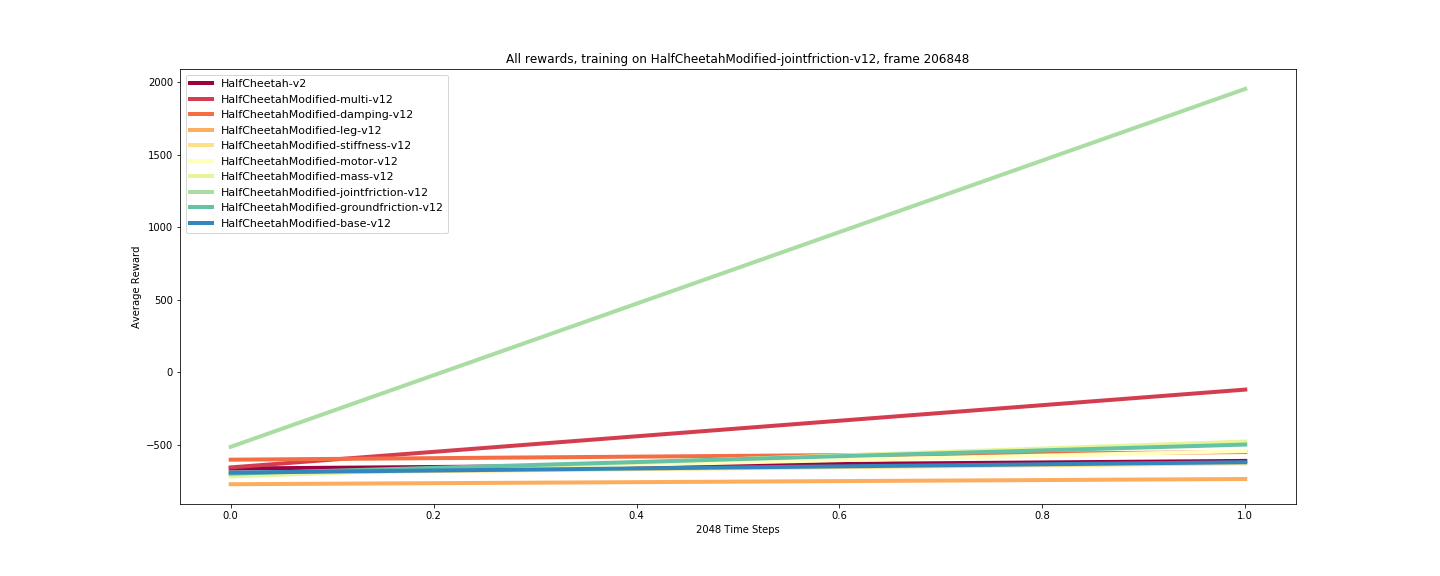 All rewards, training on HalfCheetahModified-jointfriction-v12, frame 206848
HalfCheetah-v2
HalfCheetahModified-multi-v12
HalfCheetahModified-damping-v12
HalfCheetahModified-leg-v12
HalfCheetahModified-stiffness-v12
HalfCheetahModified-motor-v12
HalfCheetahModified-mass-v12
HalfCheetahModified-jointfriction-v12
HalfCheetahModified-groundfriction-v12
HalfCheetahModified-base-v12
Average Reward
2000
1500
1000
500
0
−500
0.0 0.2 0.4 0.6 0.8 1.0
2048 Time Steps